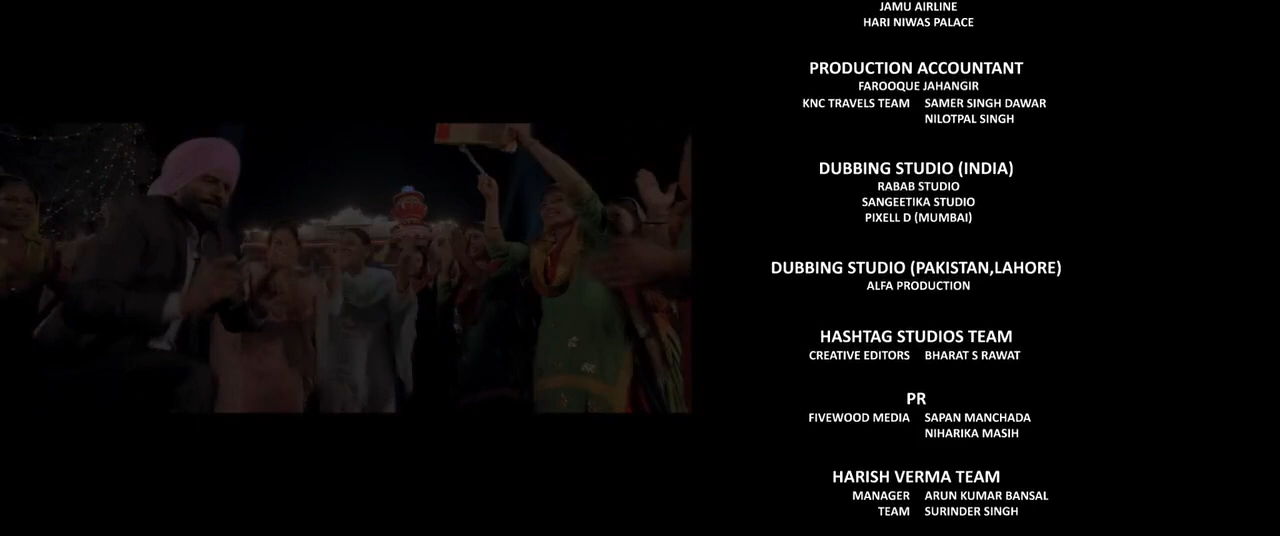 JAMU AIRLINE
HARI NIWAS PALACE
PRODUCTION ACCOUNTANT
FAROOQUE JAHANGIR
KNC TRAVELS TEAM SAMER SINGH DAWAR
NILOTPAL SINGH
DUBBING STUDIO (INDIA)
RABAB STUDIO
SANGEETIKA STUDIO
PIXELL D (MUMBAI)
DUBBING STUDIO (PAKISTAN,LAHORE)
ALFA PRODUCTION
HASHTAG STUDIOS TEAM
CREATIVE EDITORS BHARAT S RAWAT
PR
FIVEWOOD MEDIA SAPAN MANCHADA
NIHARIKA MASIH
HARISH VERMA TEAM
MANAGER ARUN KUMAR BANSAL
TEAM SURINDER SINGH